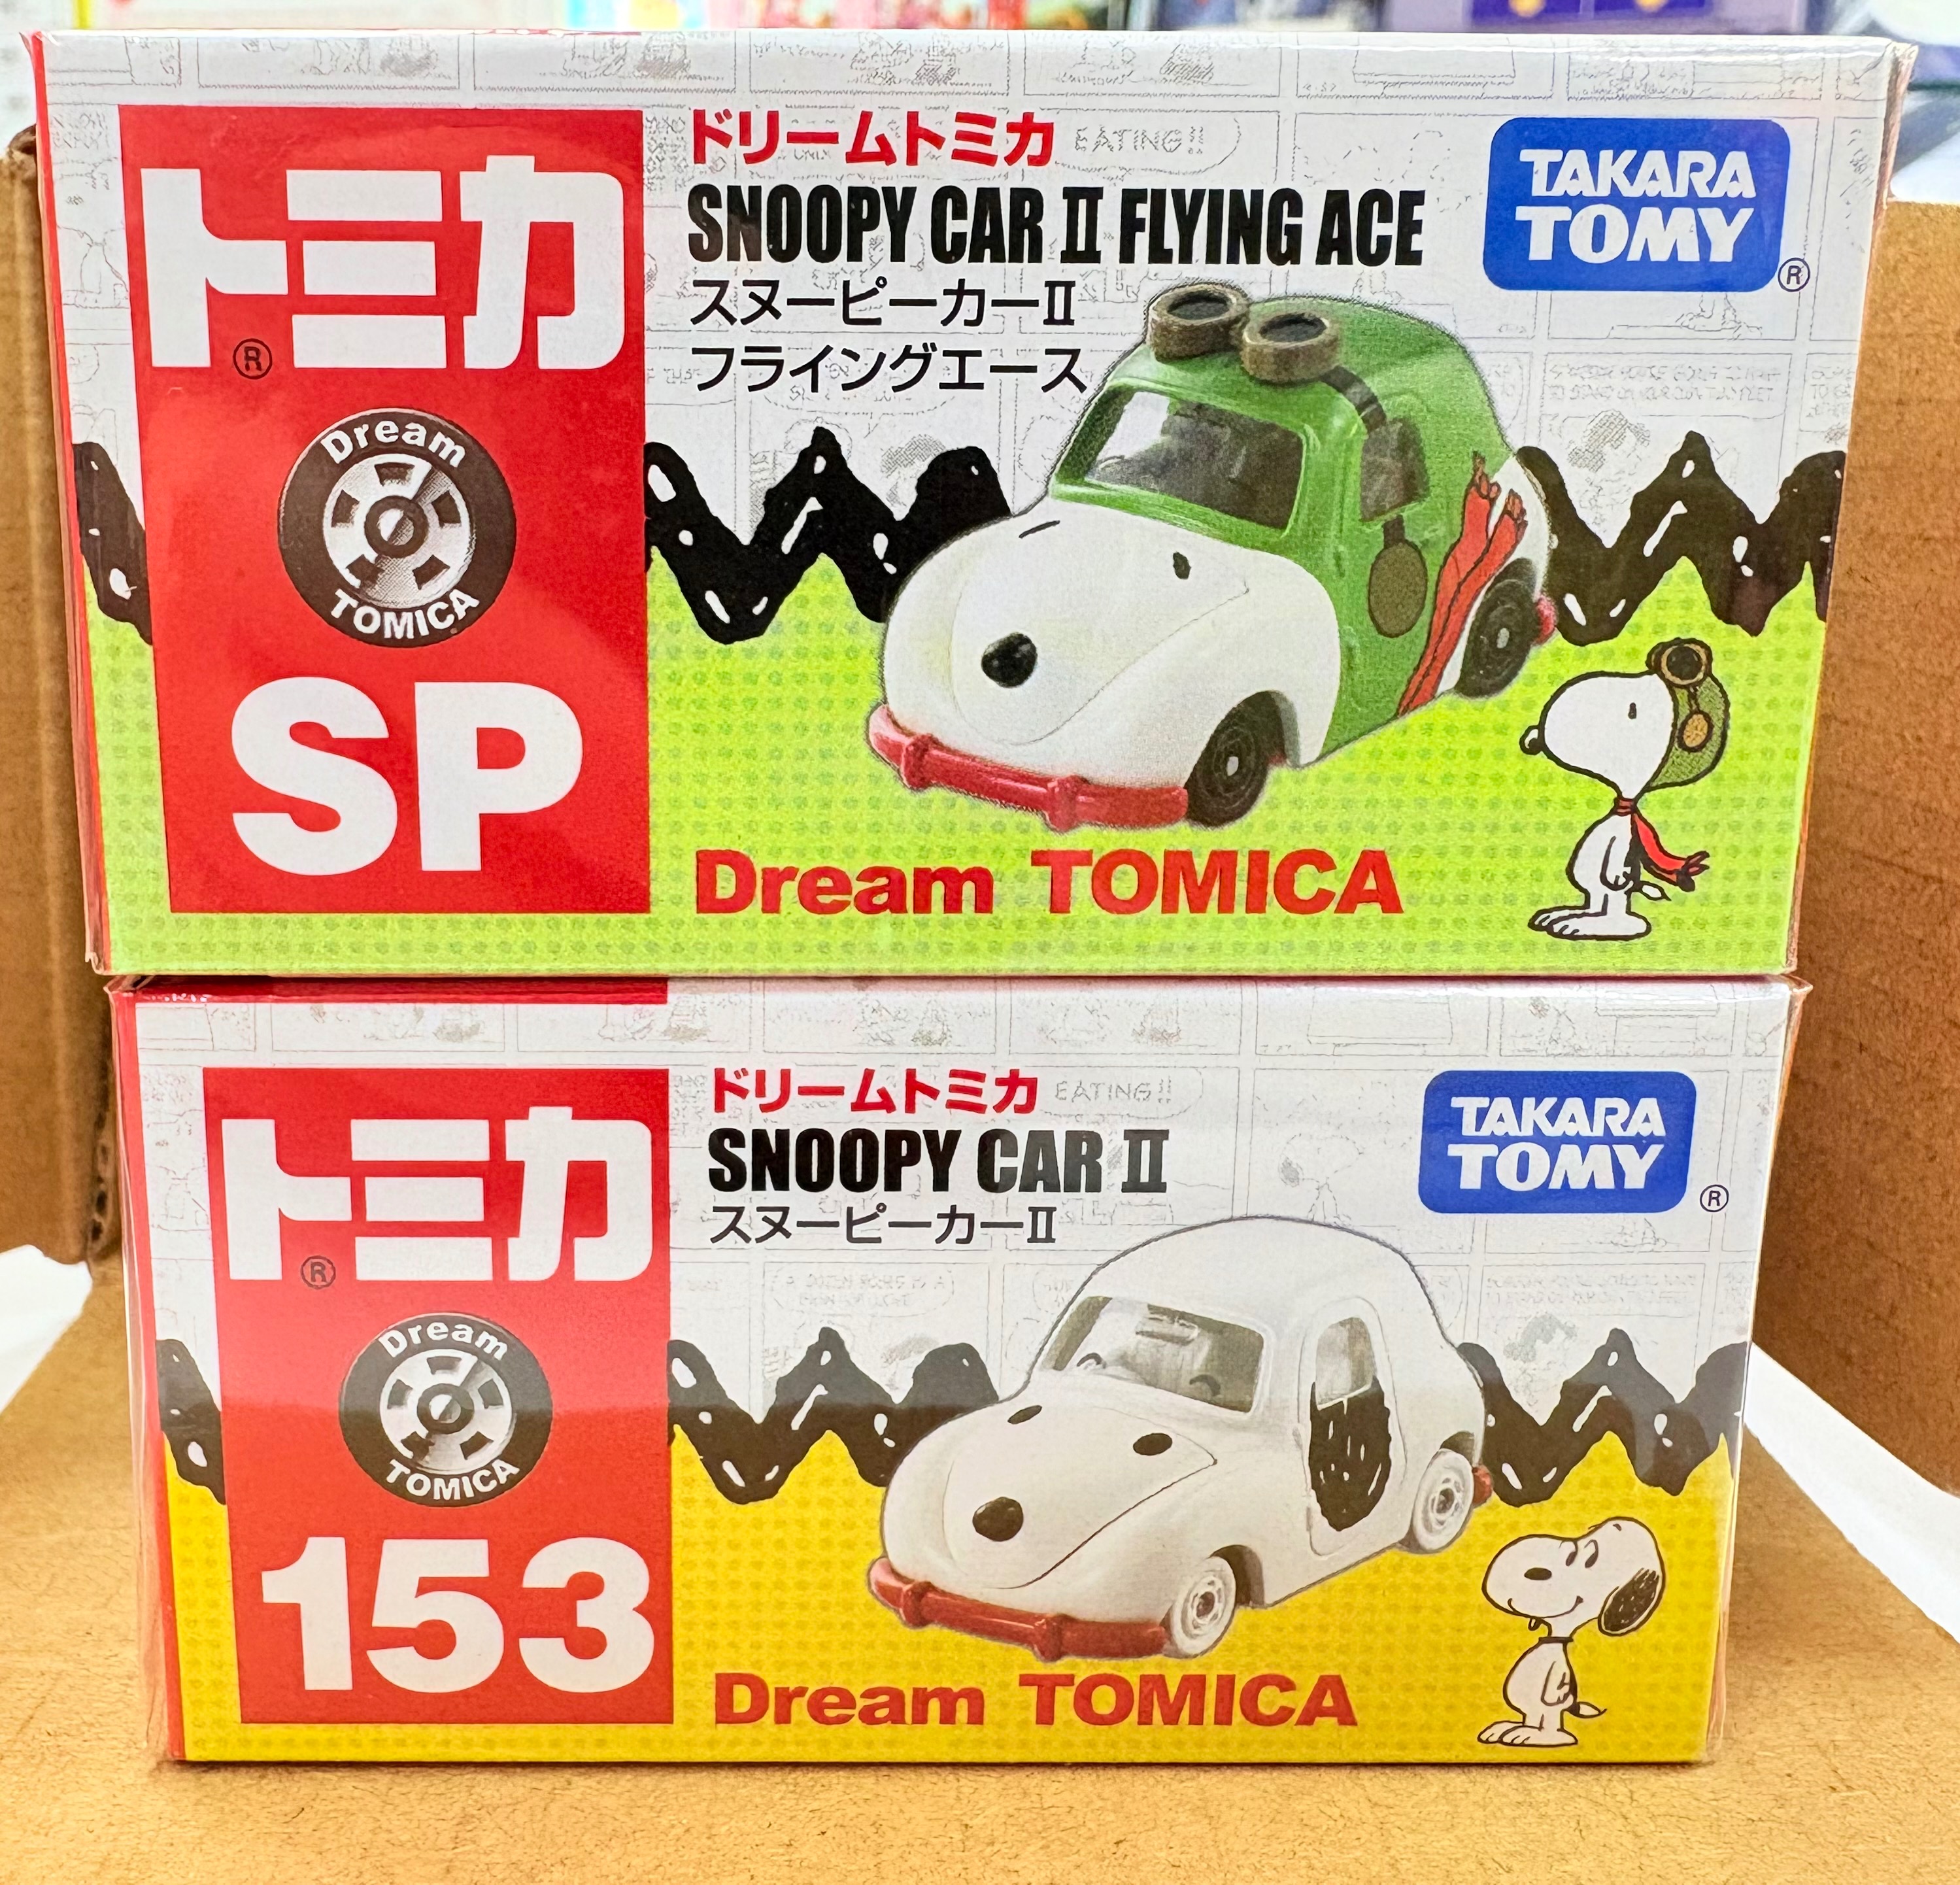 トミカ
®
Dream
TOMICA
SP
ドリームトミカ
EATING!!
SNOOPY CAR Ⅱ FLYING ACE
スヌーピーカーⅡ
フライングエース
Dream TOMICA
TAKARA
TOMY
®
トミカ
®
Dream
TOMICA
153
ドリームトミカ
EATING!!
SNOOPY CAR Ⅱ
スヌーピーカーⅡ
Dream TOMICA
TAKARA
TOMY
®